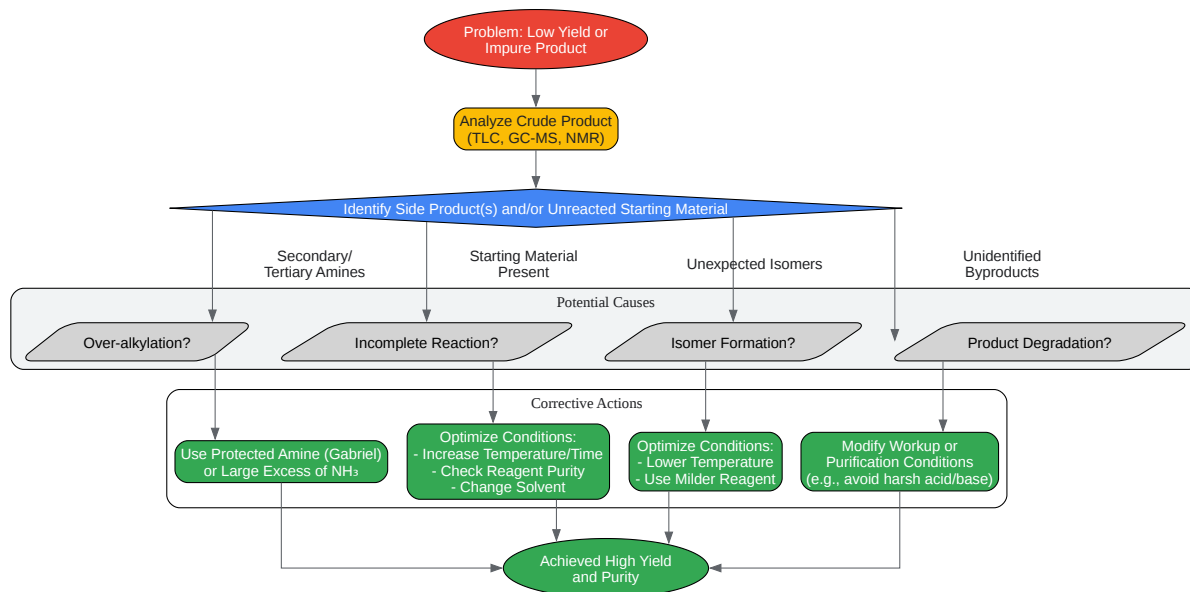 Problem: Low Yield or
Impure Product
Analyze Crude Product
(TLC, GC-MS, NMR)
Identify Side Product(s) and/or Unreacted Starting Material
Secondary/
Tertiary Amines
Starting Material
Present
Unexpected Isomers
Unidentified
Byproducts
Potential Causes
Over-alkylation?
Incomplete Reaction?
Isomer Formation?
Product Degradation?
Corrective Actions
Use Protected Amine (Gabriel)
or Large Excess of NH₃
Optimize Conditions:
- Increase Temperature/Time
- Check Reagent Purity
- Change Solvent
Optimize Conditions:
- Lower Temperature
- Use Milder Reagent
Modify Workup or
Purification Conditions
(e.g., avoid harsh acid/base)
Achieved High Yield
and Purity